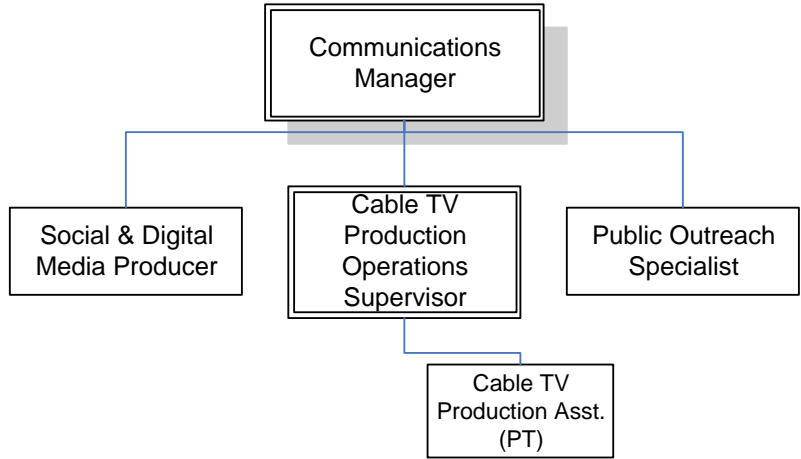 Communications
Manager
Social & Digital
Media Producer
Cable TV
Production
Operations
Supervisor
Public Outreach
Specialist
Cable TV
Production Asst.
(PT)